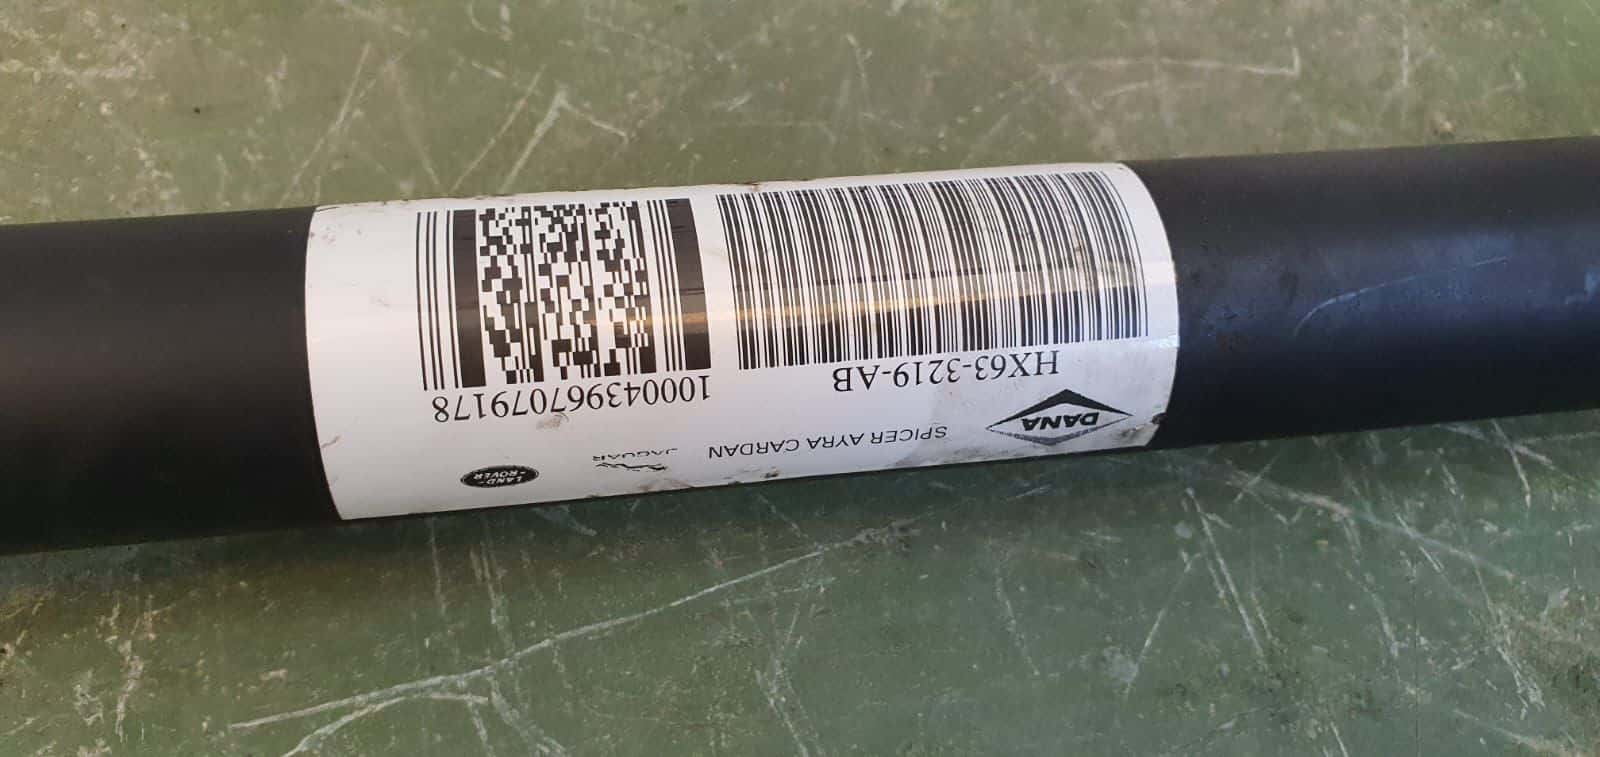 LAND-
ROVER
JAGUAR
SPICER AYRA CARDAN
DANA
100043967079178
HX63-3219-AB